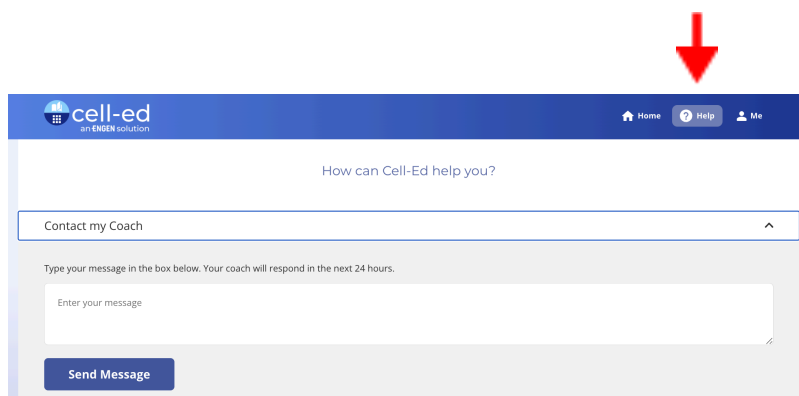 cell-ed
an ENGEN solution
Home
? Help
Me
How can Cell-Ed help you?
Contact my Coach
Type your message in the box below. Your coach will respond in the next 24 hours.
Enter your message
Send Message